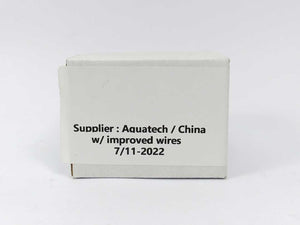 Supplier : Aquatech / China
w/ improved wires
7/11-2022